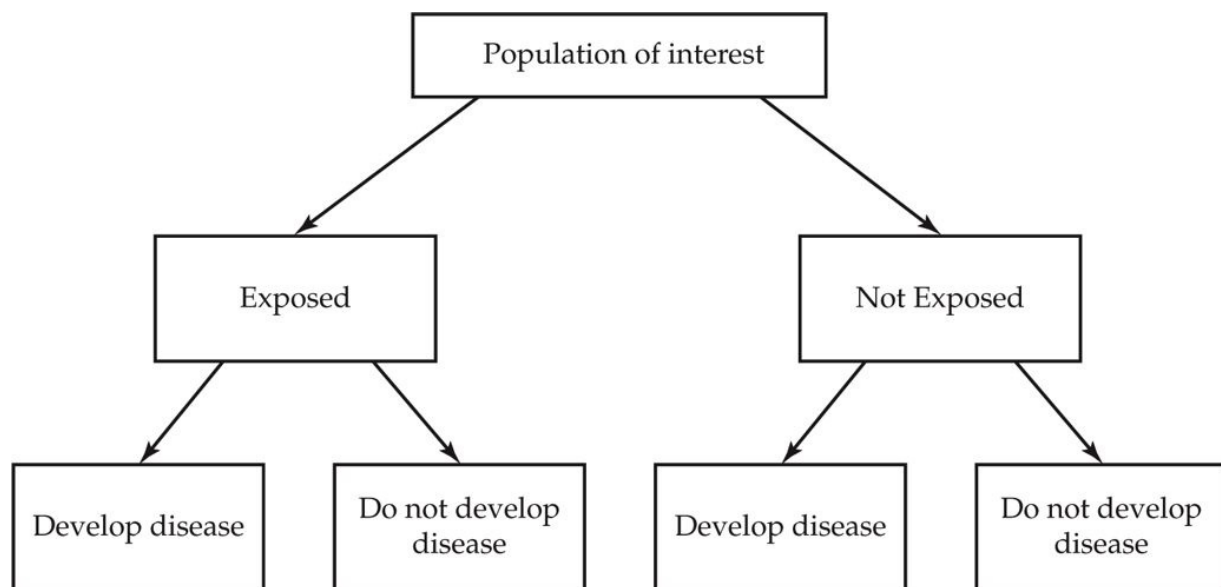 Population of interest
Exposed
Not Exposed
Develop disease
Do not develop
disease
Develop disease
Do not develop
disease